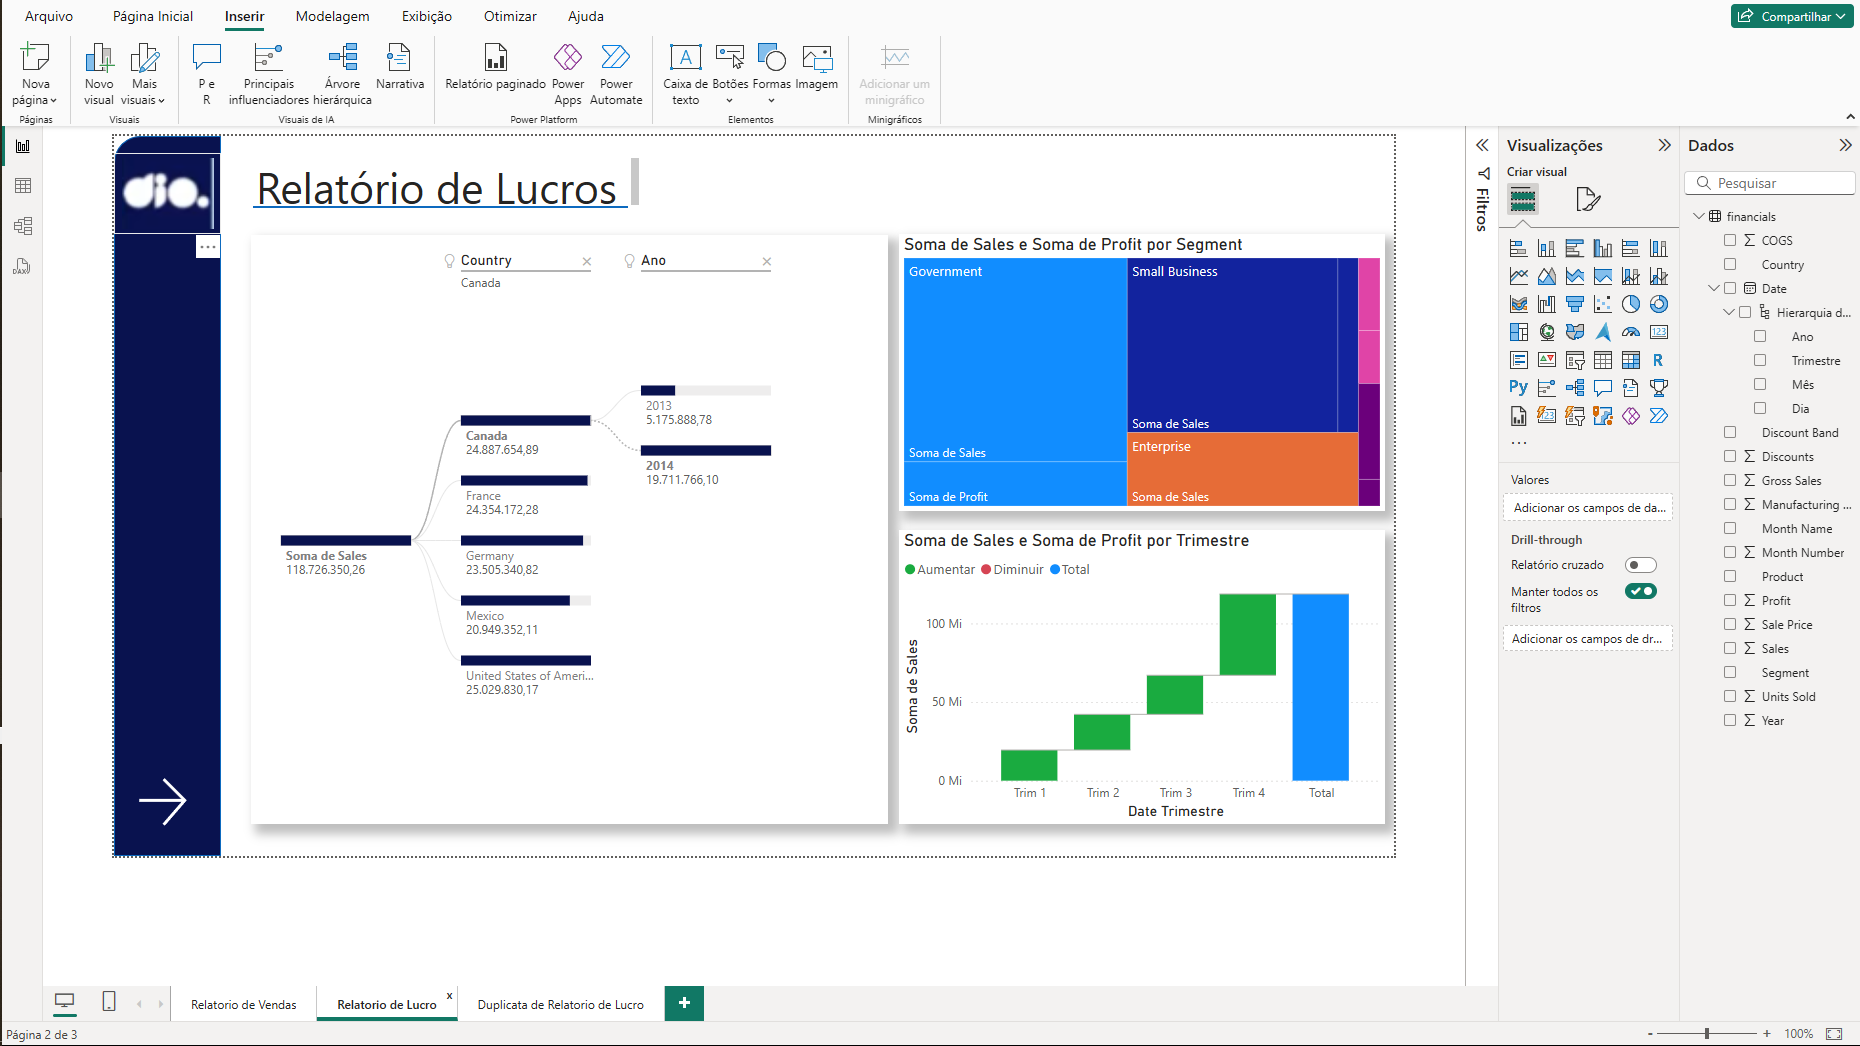 Arquivo
Página Inicial
Inserir
Modelagem
Exibição
Otimizar
Ajuda
Compartilhar
Nova página
Páginas
Novo visual
Mais visuais
Visuais
P e R
Principais influenciadores
Árvore hierárquica
Narrativa
Visuais de IA
Relatório paginado
Power Apps
Power Automate
Power Platform
Caixa de texto
Botões
Formas
Imagem
Elementos
Adicionar um minigráfico
Minigráficos
dio.
Relatório de Lucros
Country
Canada
Ano
Soma de Sales
118.726.350,26
Canada
24.887.654,89
France
24.354.172,28
Germany
23.505.340,82
Mexico
20.949.352,11
United States of Ameri...
25.029.830,17
2013
5.175.888,78
2014
19.711.766,10
Soma de Sales e Soma de Profit por Segment
Government
Soma de Sales
Soma de Profit
Small Business
Soma de Sales
Enterprise
Soma de Sales
Soma de Sales e Soma de Profit por Trimestre
Aumentar
Diminuir
Total
Soma de Sales
100 Mi
50 Mi
0 Mi
Trim 1
Trim 2
Trim 3
Trim 4
Total
Date Trimestre
Filtros
Visualizações
Criar visual
123
R
Py
123
...
Valores
Adicionar os campos de da...
Drill-through
Relatório cruzado
Manter todos os filtros
Adicionar os campos de dr...
Dados
Pesquisar
financials
COGS
Country
Date
Hierarquia d...
Ano
Trimestre
Mês
Dia
Discount Band
Discounts
Gross Sales
Manufacturing ...
Month Name
Month Number
Product
Profit
Sale Price
Sales
Segment
Units Sold
Year
Relatorio de Vendas
Relatorio de Lucro
x
Duplicata de Relatorio de Lucro
+
Página 2 de 3
- + 100%